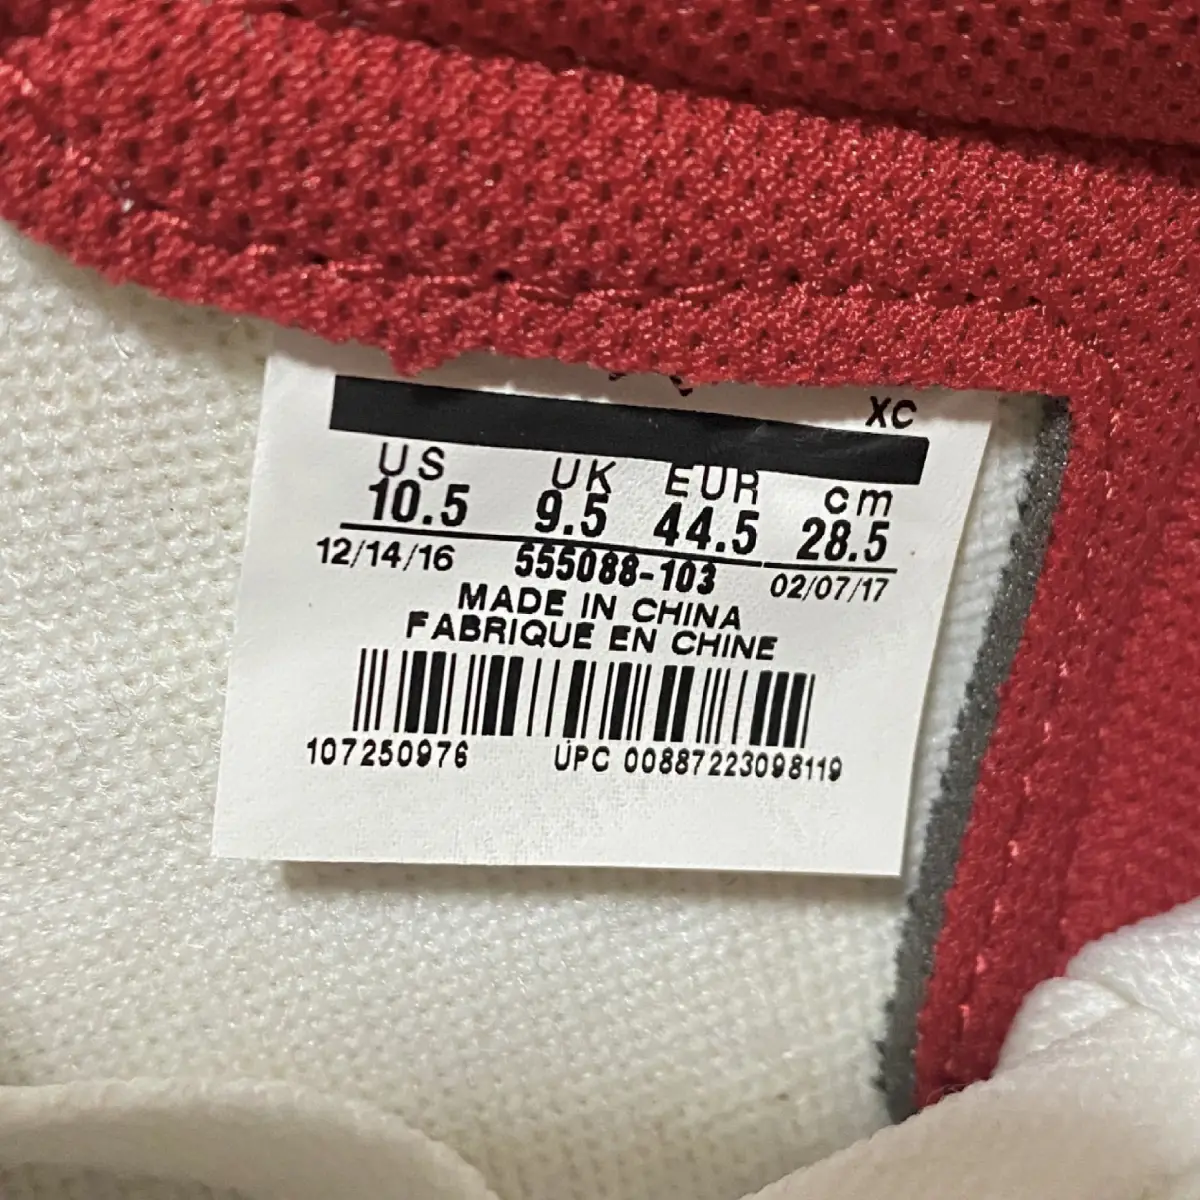 XC
US UK EUR cm
10.5 9.5 44.5 28.5
12/14/16 555088-103 02/07/17
MADE IN CHINA
FABRIQUE EN CHINE
107250976 UPC 00887223098119